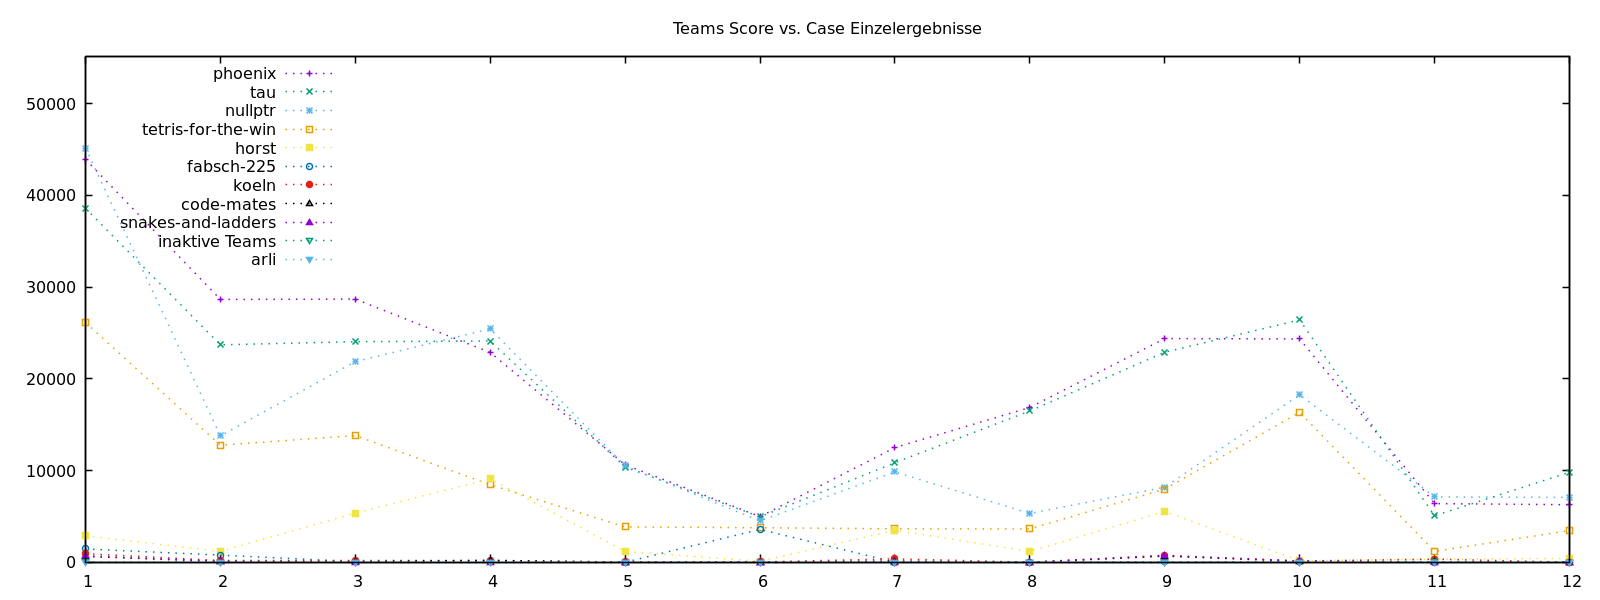 Teams Score vs. Case Einzelergebnisse
phoenix
tau
nullptr
tetris-for-the-win
horst
fabsch-225
koeln
code-mates
snakes-and-ladders
inaktive Teams
arli
50000
40000
30000
20000
10000
0
1 2 3 4 5 6 7 8 9 10 11 12